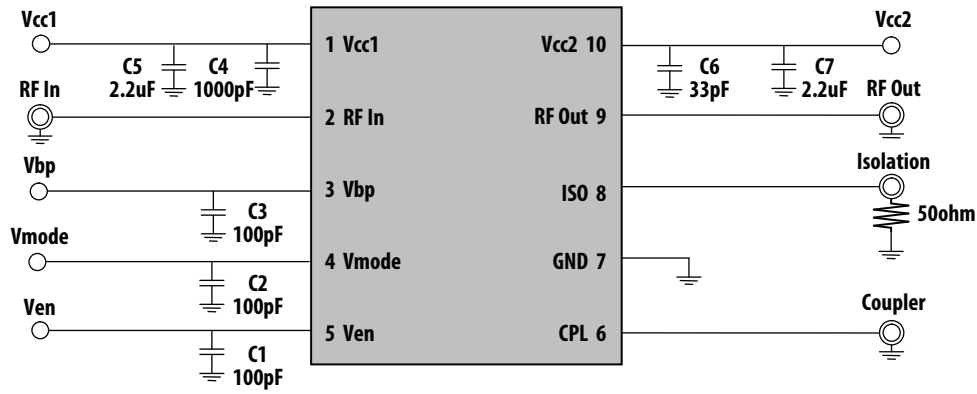 Vcc1
C5
2.2uF
C4
1000pF
RF In
Vbp
C3
100pF
Vmode
C2
100pF
Ven
C1
100pF
1 Vcc1
2 RF In
3 Vbp
4 Vmode
5 Ven
Vcc2 10
RF Out 9
ISO 8
GND 7
CPL 6
Vcc2
C6
33pF
C7
2.2uF
RF Out
Isolation
50ohm
Coupler